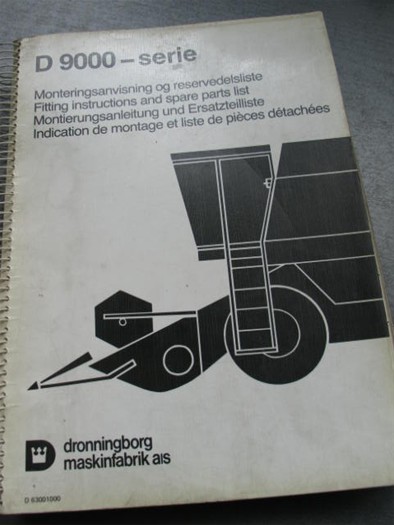 D 9000 – serie
Monteringsanvisning og reservedelsliste
Fitting instructions and spare parts list
Montierungsanleitung und Ersatzteilliste
Indication de montage et liste de pièces détachées
D
dronningborg
maskinfabrik a|s
D 63001000